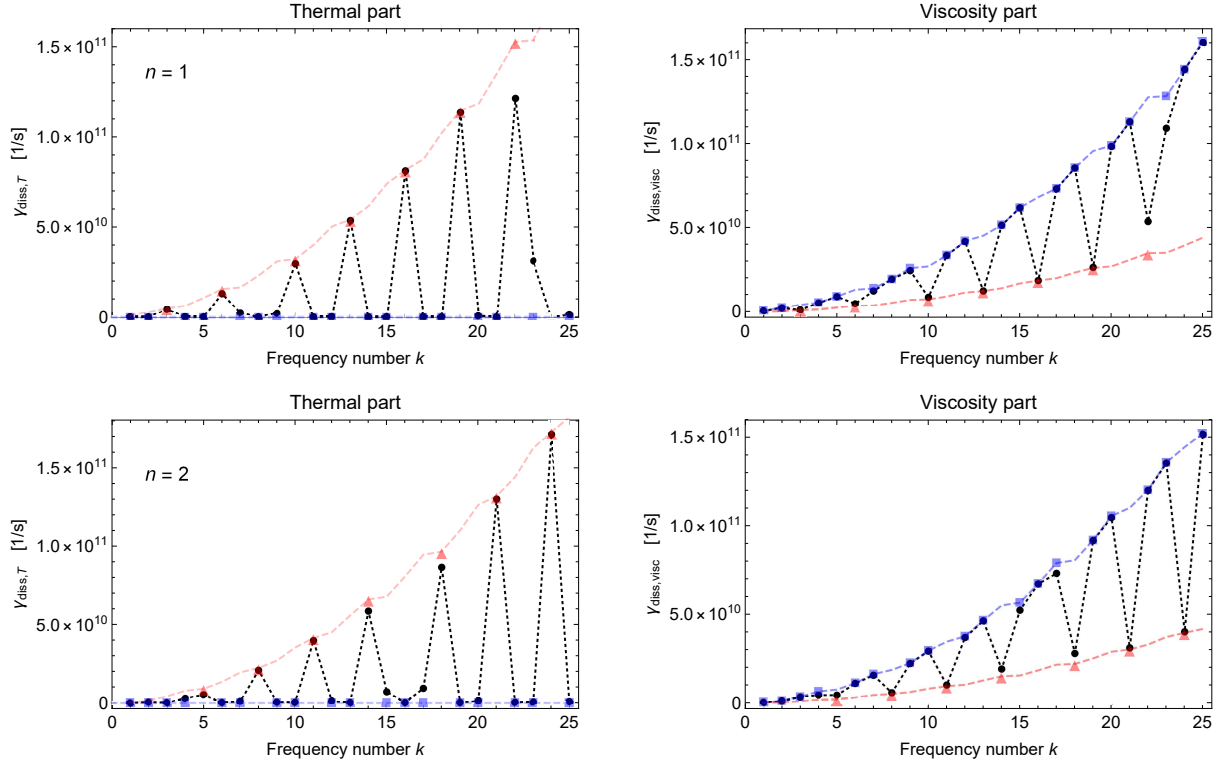 Thermal part
n = 1
1.5 × 10¹¹
1.0 × 10¹¹
5.0 × 10¹⁰
0
γdiss,T [1/s]
0 5 10 15 20 25
Frequency number k
Viscosity part
1.5 × 10¹¹
1.0 × 10¹¹
5.0 × 10¹⁰
0
γdiss,visc [1/s]
0 5 10 15 20 25
Frequency number k
Thermal part
n = 2
1.5 × 10¹¹
1.0 × 10¹¹
5.0 × 10¹⁰
0
γdiss,T [1/s]
0 5 10 15 20 25
Frequency number k
Viscosity part
1.5 × 10¹¹
1.0 × 10¹¹
5.0 × 10¹⁰
0
γdiss,visc [1/s]
0 5 10 15 20 25
Frequency number k